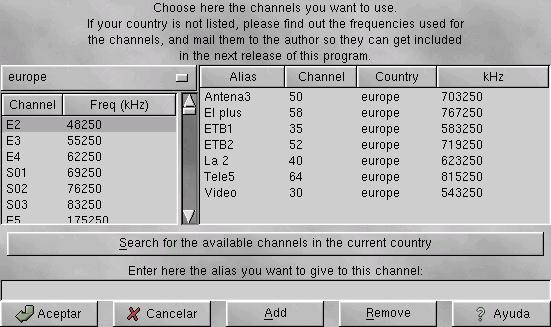 Choose here the channels you want to use.
If your country is not listed, please find out the frequencies used for
the channels, and mail them to the author so they can get included
in the next release of this program.
europe
Channel Freq (kHz)
E2 48250
E3 55250
E4 62250
S01 69250
S02 76250
S03 83250
E5 175250
Alias Channel Country kHz
Antena3 50 europe 703250
El plus 58 europe 767250
ETB1 35 europe 583250
ETB2 52 europe 719250
La 2 40 europe 623250
Tele5 64 europe 815250
Video 30 europe 543250
Search for the available channels in the current country
Enter here the alias you want to give to this channel:
Aceptar Cancelar Add Remove Ayuda